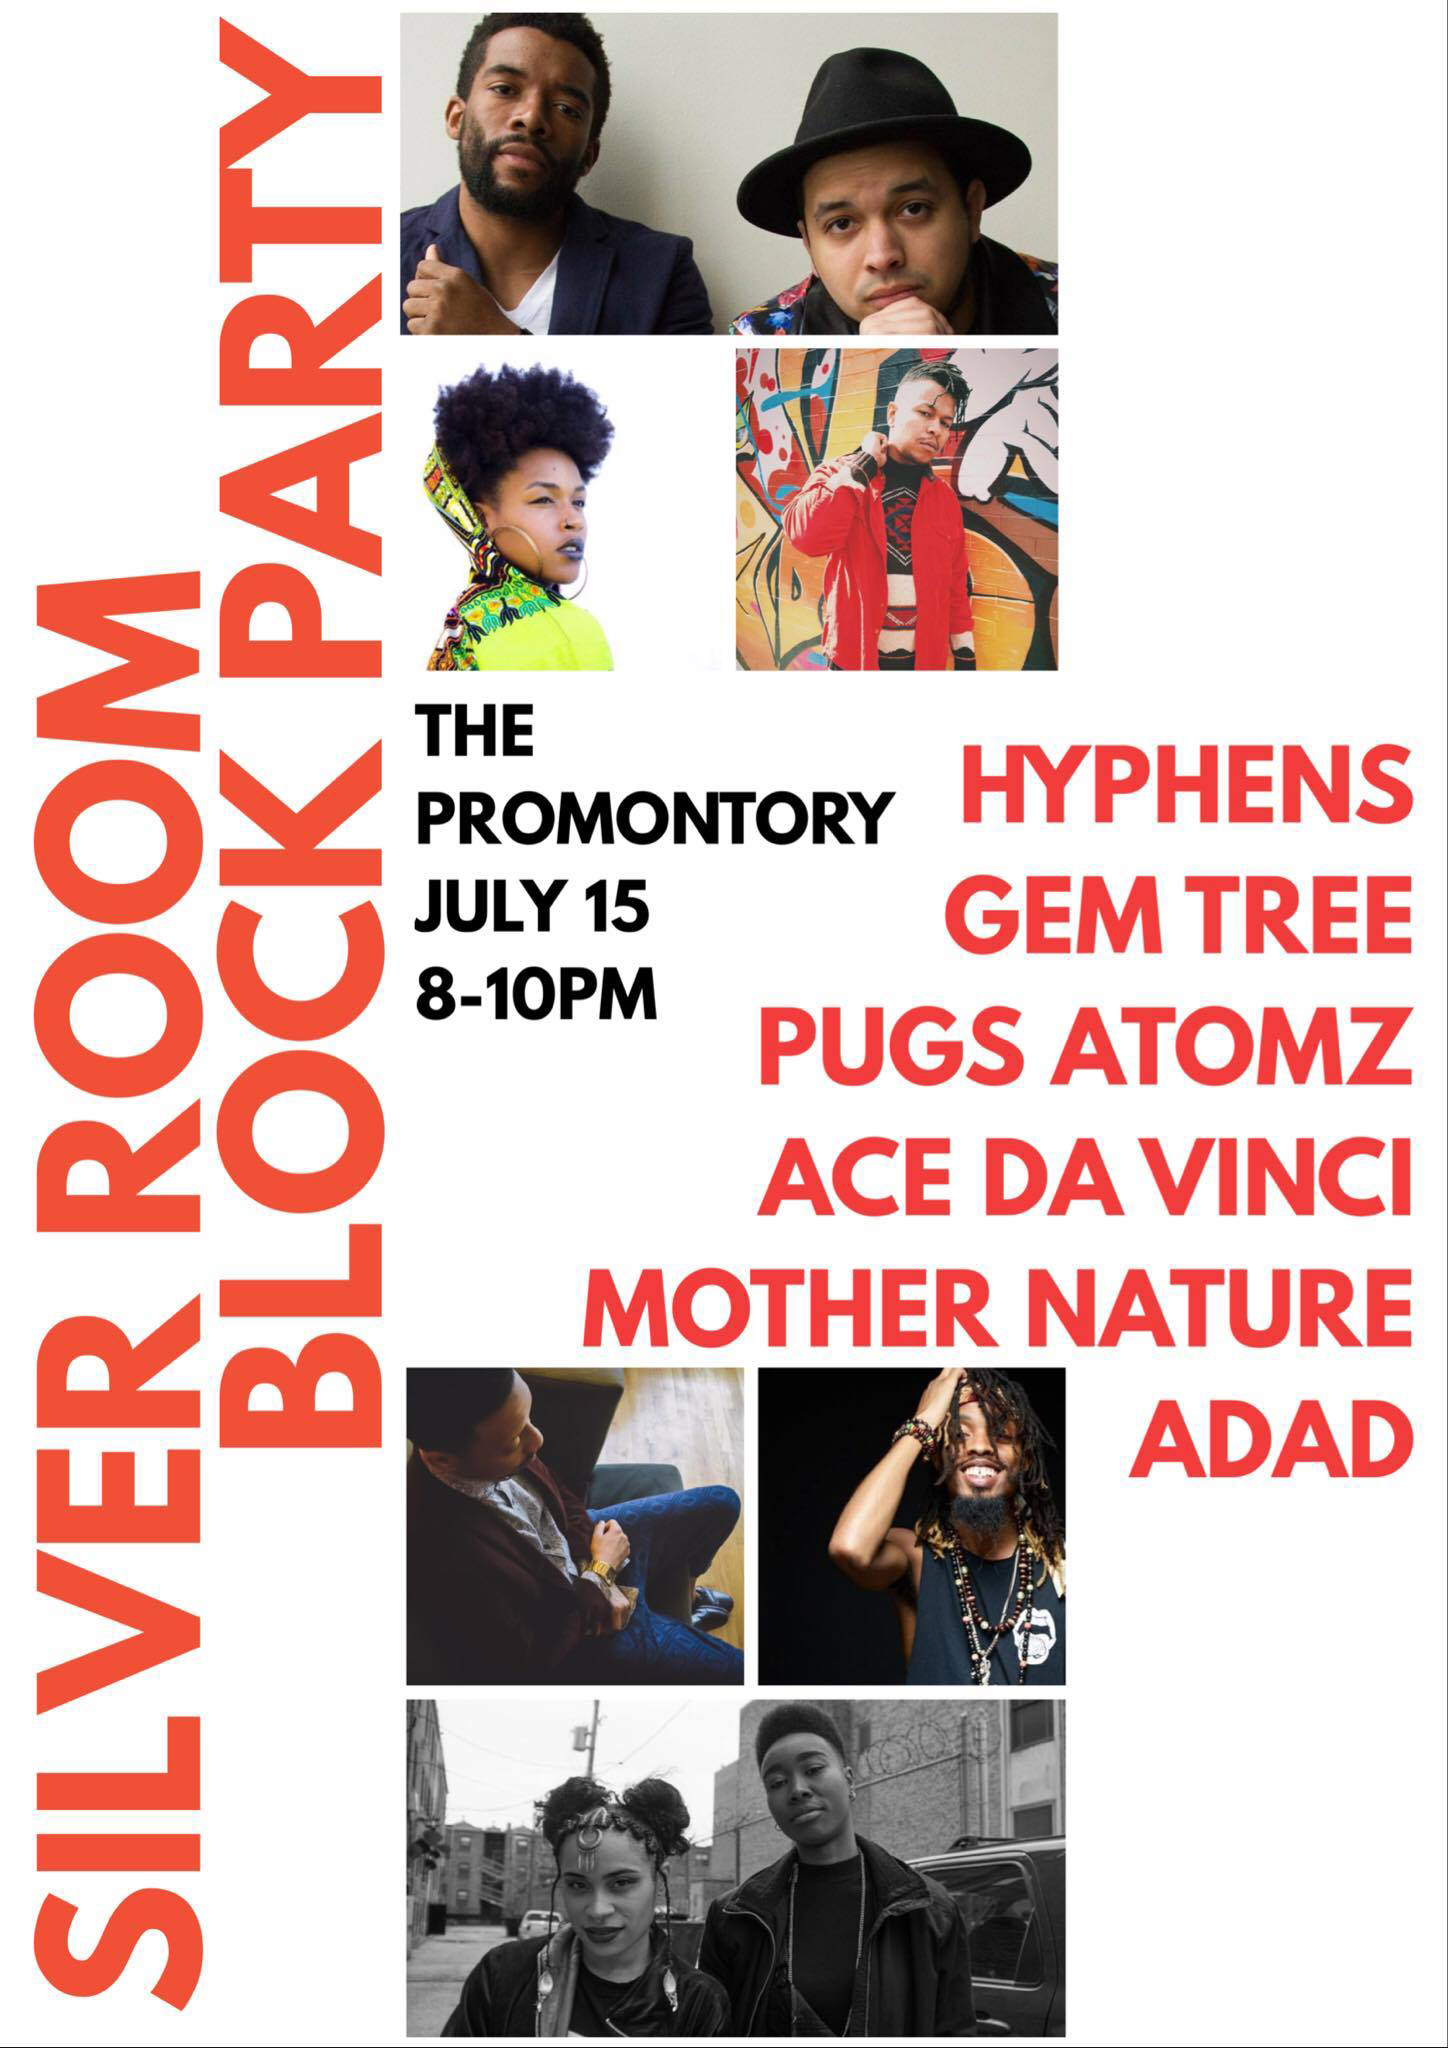 SILVER ROOM
BLOCK PARTY
THE
PROMONTORY
JULY 15
8-10PM
HYPHENS
GEM TREE
PUGS ATOMZ
ACE DA VINCI
MOTHER NATURE
ADAD